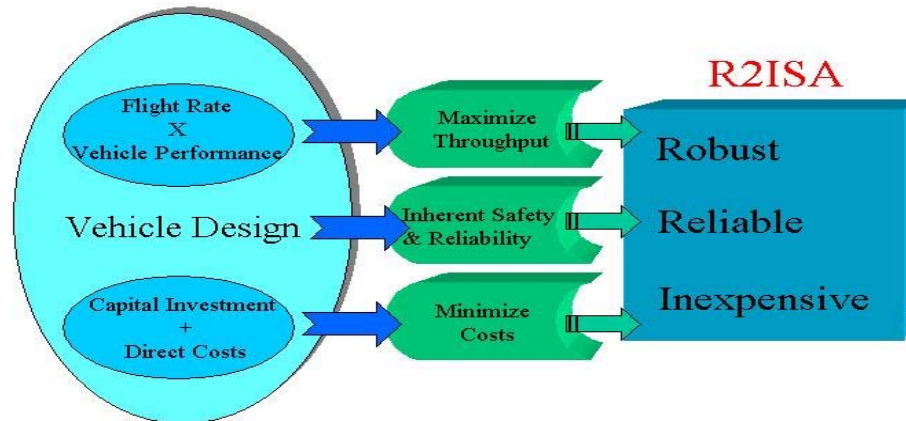 R2ISA
Flight Rate
X
Vehicle Performance
Maximize
Throughput
Robust
Vehicle Design
Inherent Safety
& Reliability
Reliable
Capital Investment
+
Direct Costs
Minimize
Costs
Inexpensive